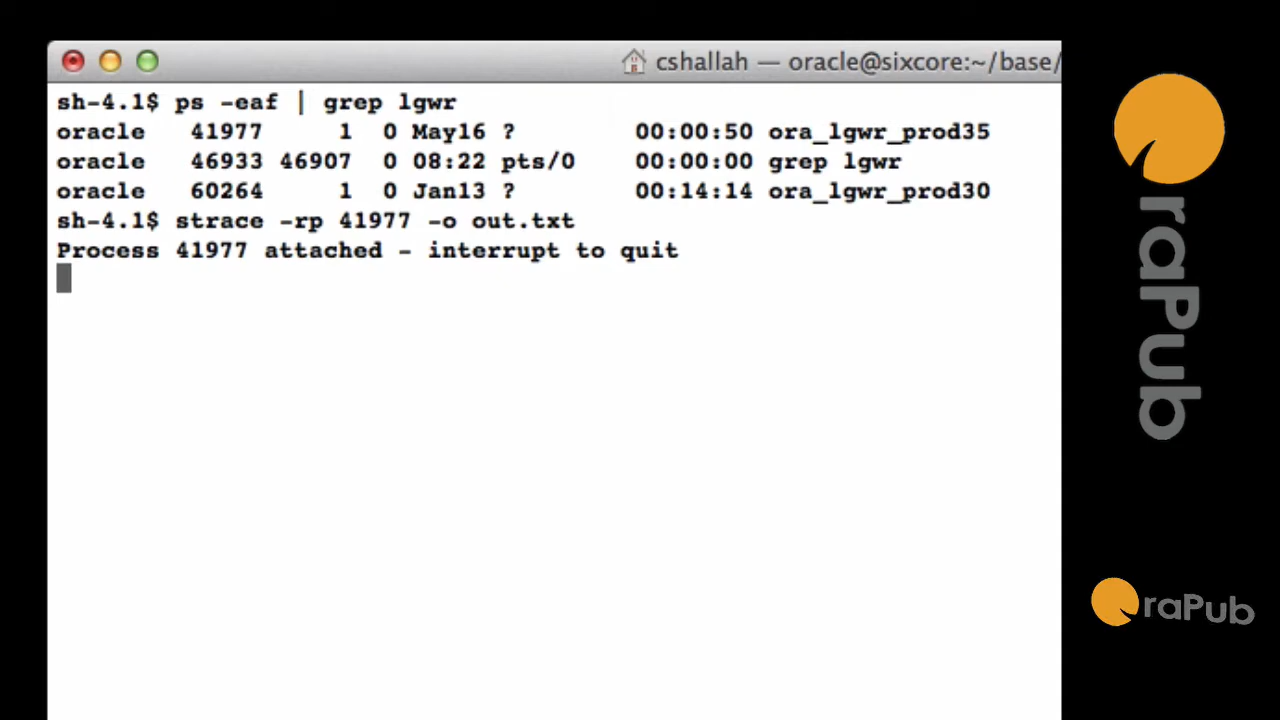 cshallah — oracle@sixcore:~/base/
sh-4.1$ ps -eaf | grep lgwr
oracle 41977 1 0 May16 ? 00:00:50 ora_lgwr_prod35
oracle 46933 46907 0 08:22 pts/0 00:00:00 grep lgwr
oracle 60264 1 0 Jan13 ? 00:14:14 ora_lgwr_prod30
sh-4.1$ strace -rp 41977 -o out.txt
Process 41977 attached - interrupt to quit
OraPub
OraPub